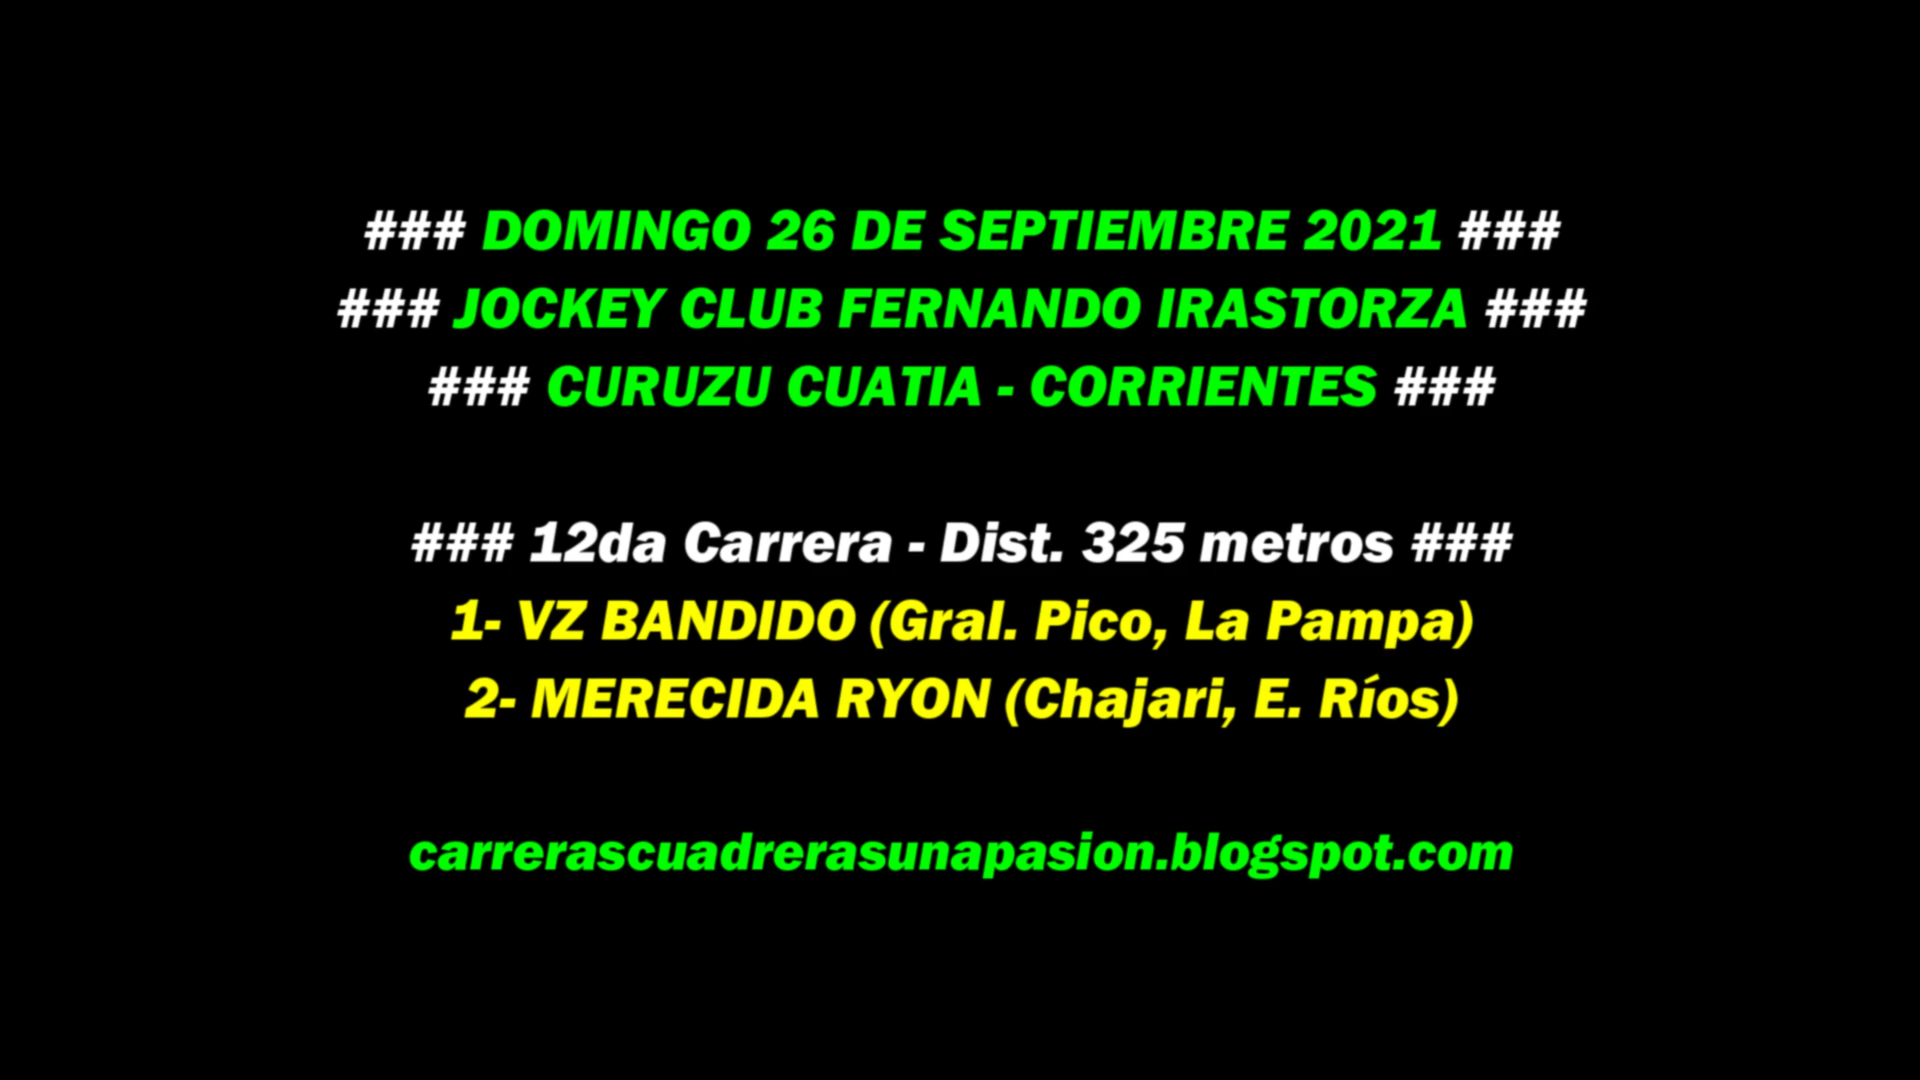 ### DOMINGO 26 DE SEPTIEMBRE 2021 ###
### JOCKEY CLUB FERNANDO IRASTORZA ###
### CURUZU CUATIA - CORRIENTES ###
### 12da Carrera - Dist. 325 metros ###
1- VZ BANDIDO (Gral. Pico, La Pampa)
2- MERECIDA RYON (Chajari, E. Ríos)
carrerascuadrerasunapasion.blogspot.com